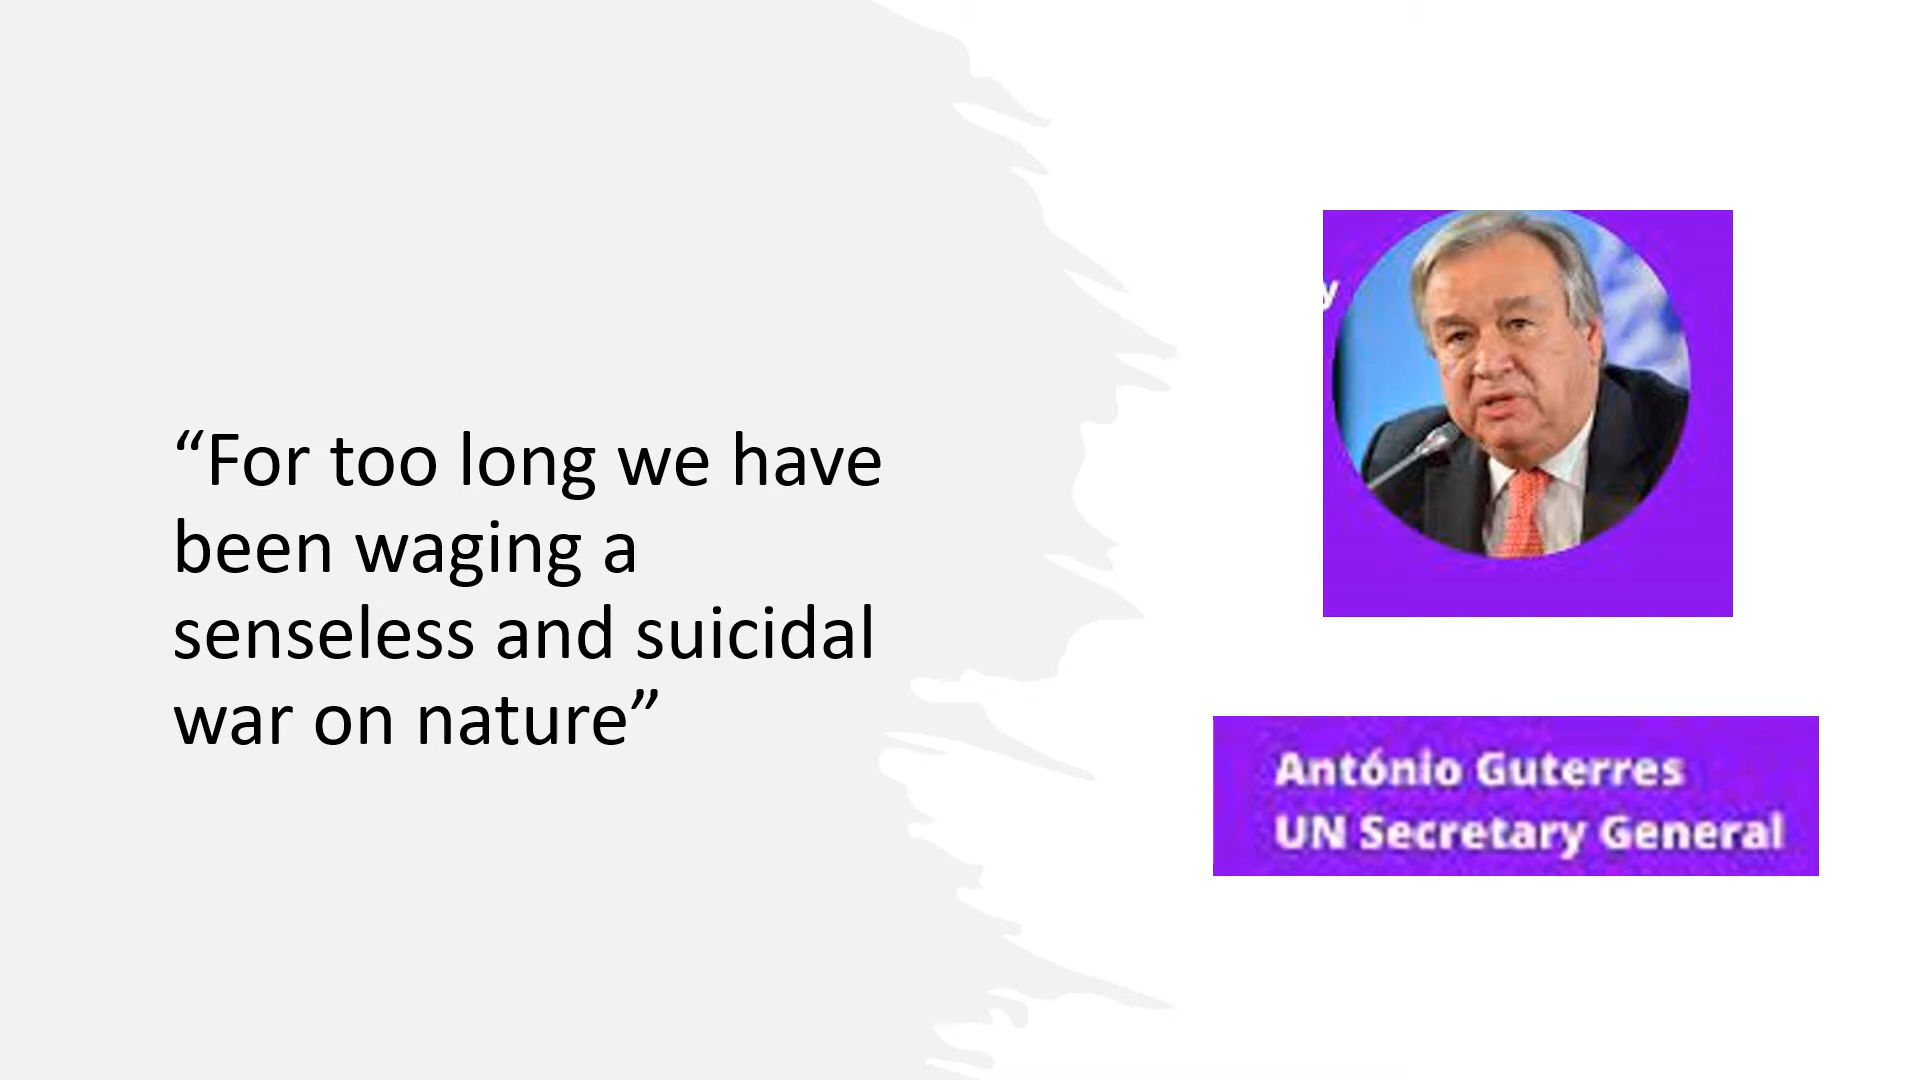 “For too long we have
been waging a
senseless and suicidal
war on nature”
y
António Guterres
UN Secretary General